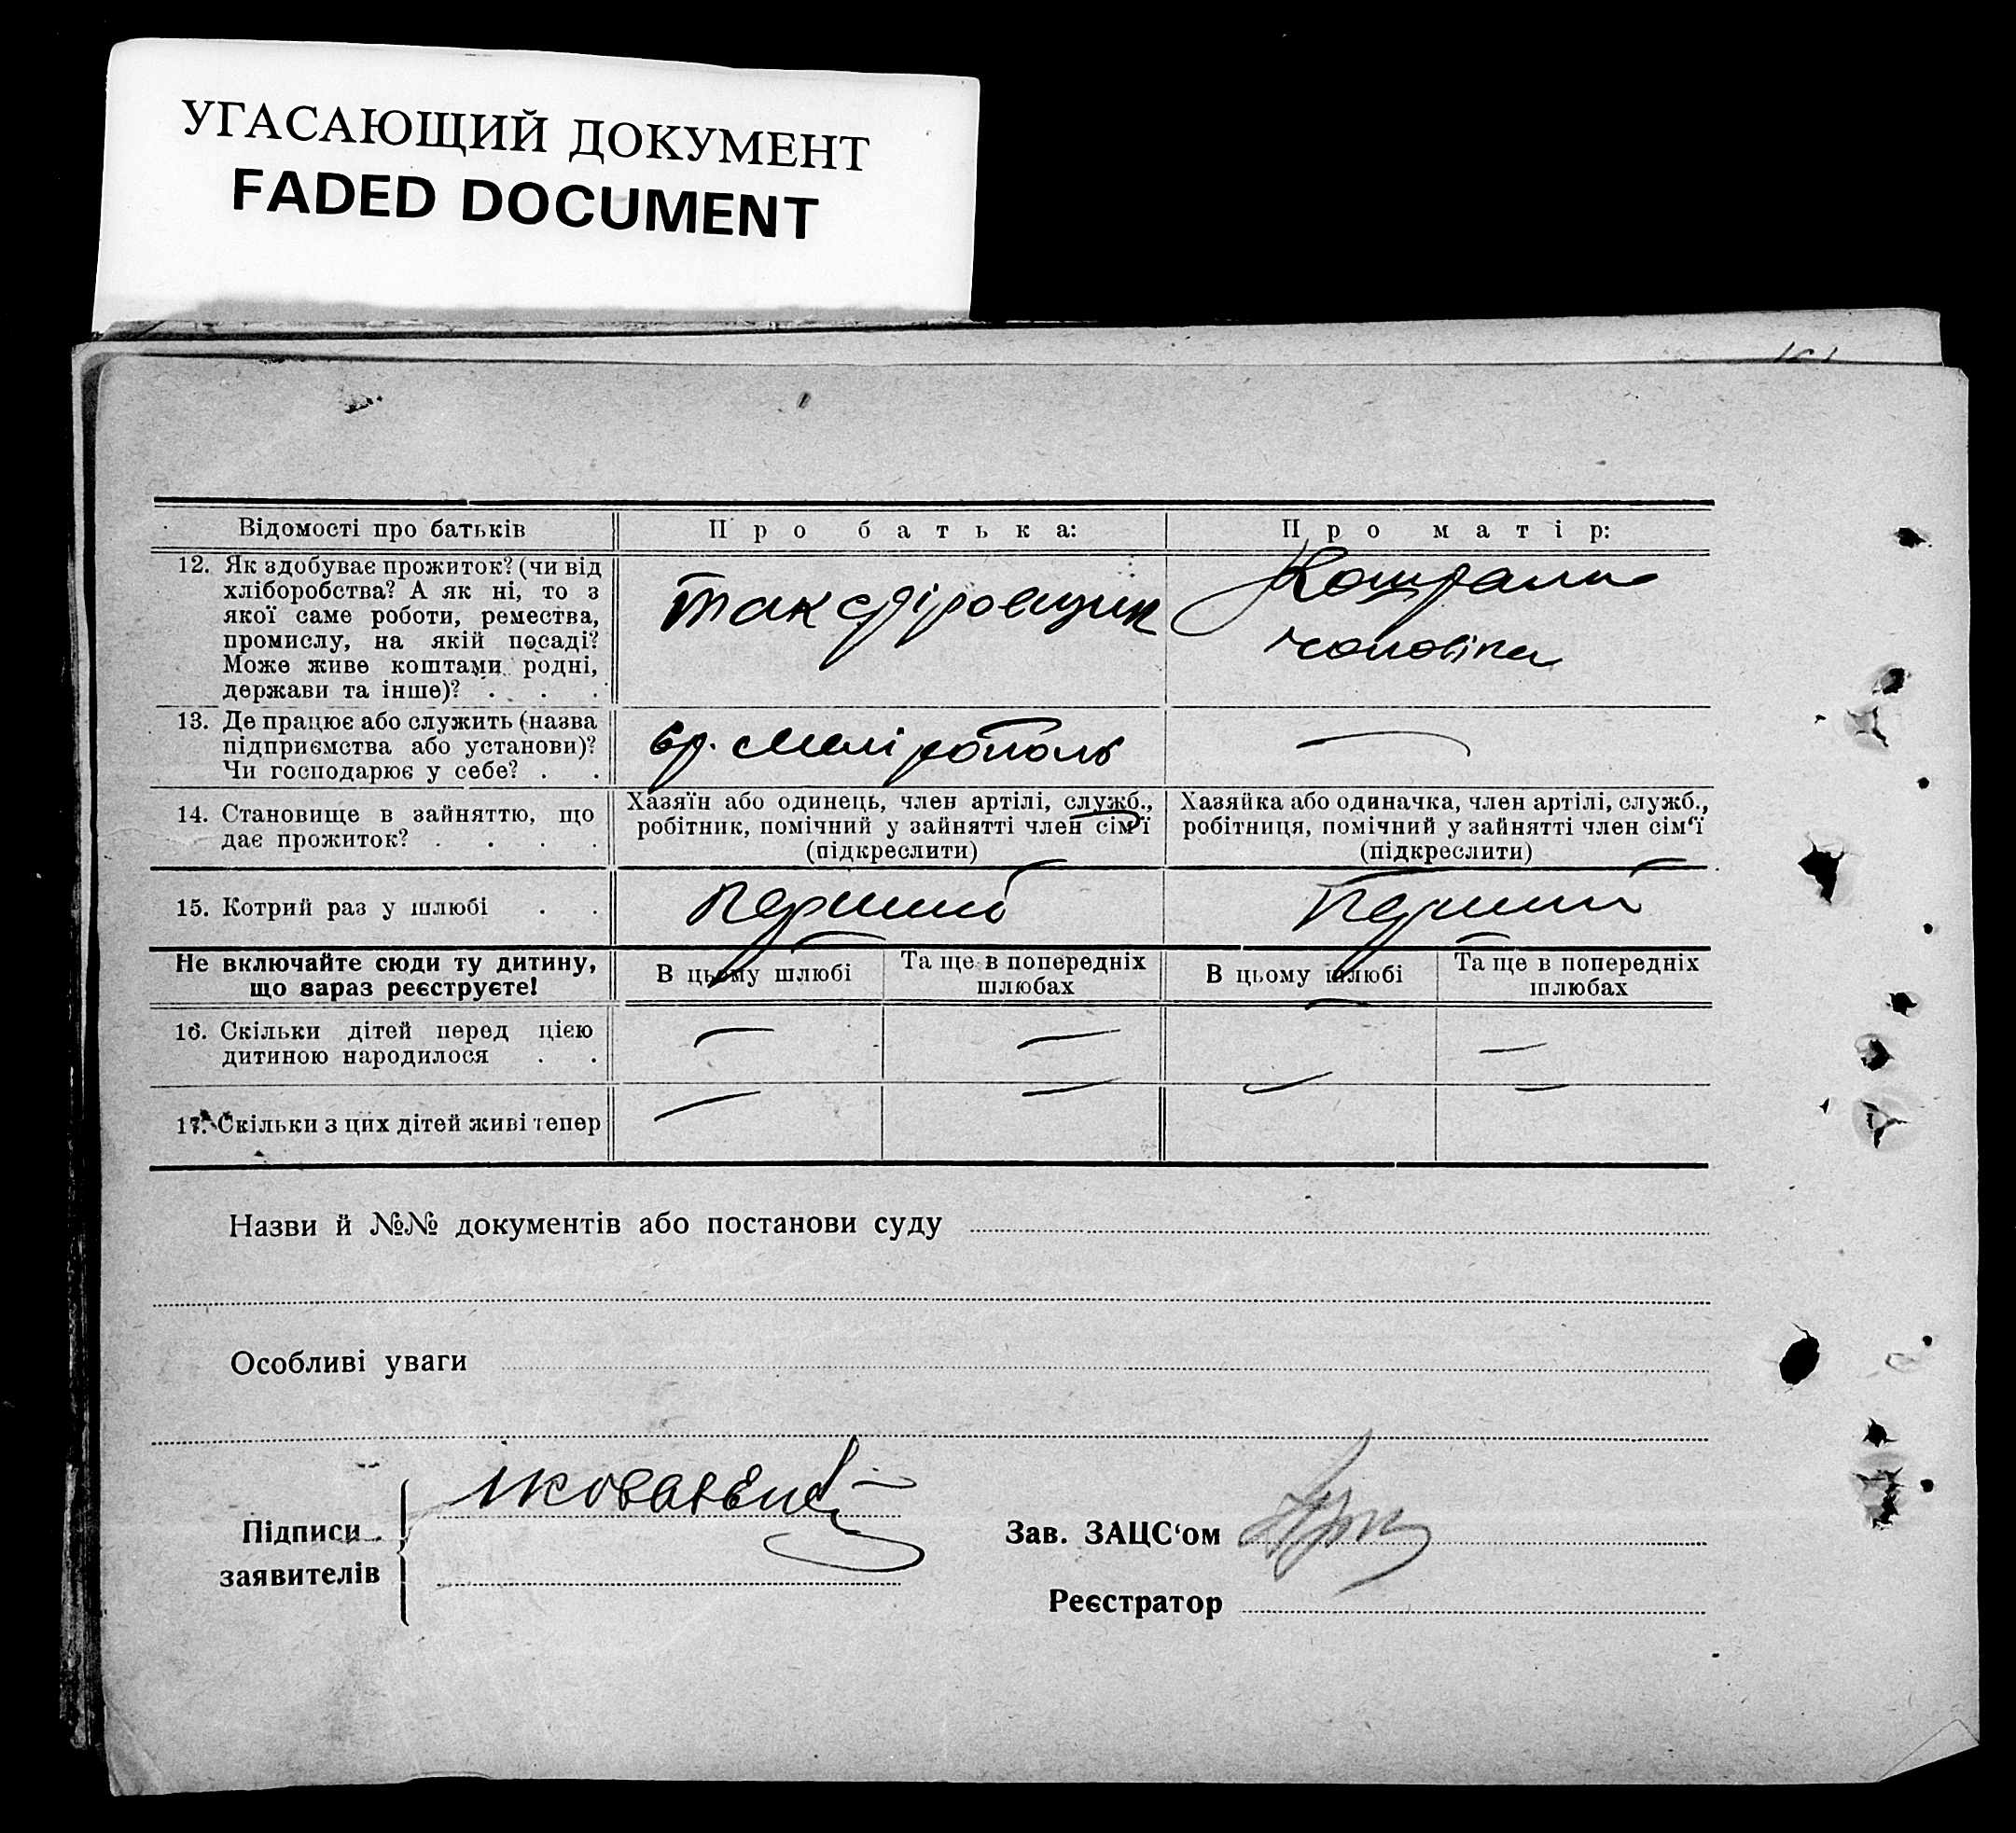 УГАСАЮЩИЙ ДОКУМЕНТ
FADED DOCUMENT
Відомості про батьків
Про батька:
Про матір:
12. Як здобуває прожиток? (чи від
хліборобства? А як ні, то з
якої саме роботи, ремества,
промислу, на якій посаді?
Може живе коштами родні,
держави та інше)? . . .
Таксіровщик
Коштами
чоловіка
13. Де працює або служить (назва
підприємства або установи)?
Чи господарює у себе? . .
ст. Меліт­ополь
—
14. Становище в зайняттю, що
дає прожиток? . . . .
Хазяїн або одинець, член артілі, служб.,
робітник, помічний у зайнятті член сім'ї
(підкреслити)
Хазяйка або одиначка, член артілі, служб.,
робітниця, помічний у зайнятті член сім‘ї
(підкреслити)
15. Котрий раз у шлюбі . .
Перший
Перший
Не включайте сюди ту дитину,
що зараз реєструєте!
В цьому шлюбі
Та ще в попередніх
шлюбах
В цьому шлюбі
Та ще в попередніх
шлюбах
16. Скільки дітей перед цією
дитиною народилося . .
— — — —
17. Скільки з цих дітей живі тепер
— — — —
Назви й №№ документів або постанови суду
Особливі уваги
Підписи
заявителів
Зав. ЗАЦС‘ом
Реєстратор